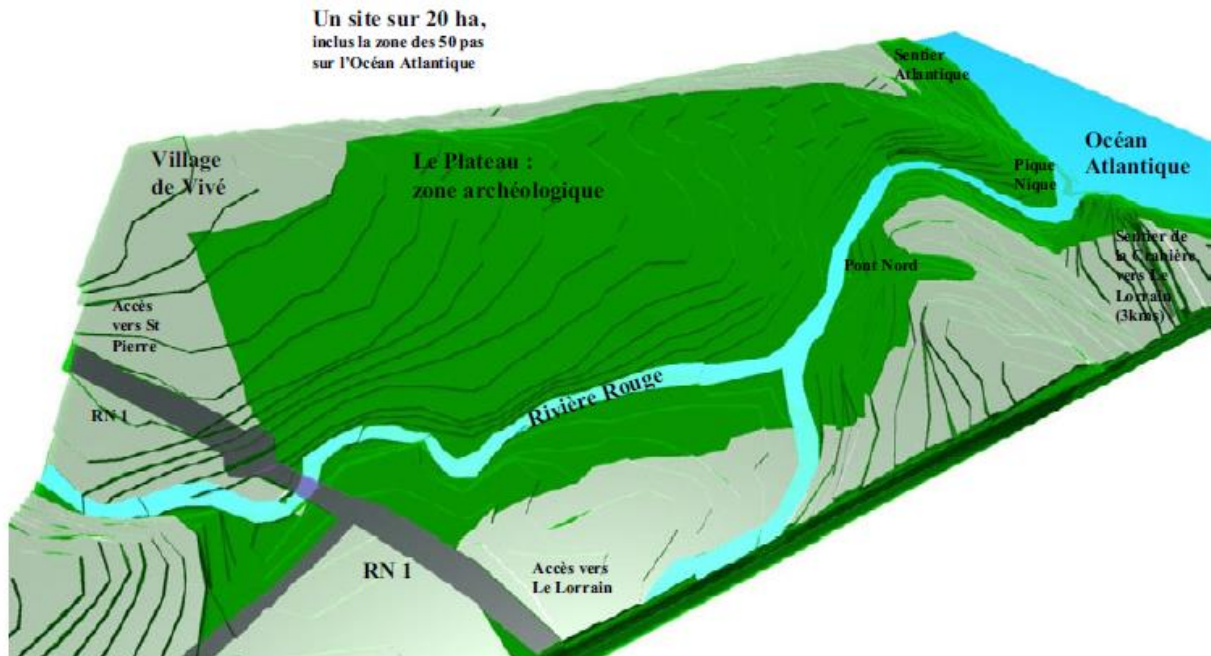 Un site sur 20 ha,
inclus la zone des 50 pas
sur l'Océan Atlantique
Sentier
Atlantique
Océan
Atlantique
Village
de Vivé
Le Plateau :
zone archéologique
Pique
Nique
Sentier de
la Crabière
vers Le
Lorrain
(3kms)
Pont Nord
Accès
vers St
Pierre
RN 1
Rivière Rouge
RN 1
Accès vers
Le Lorrain